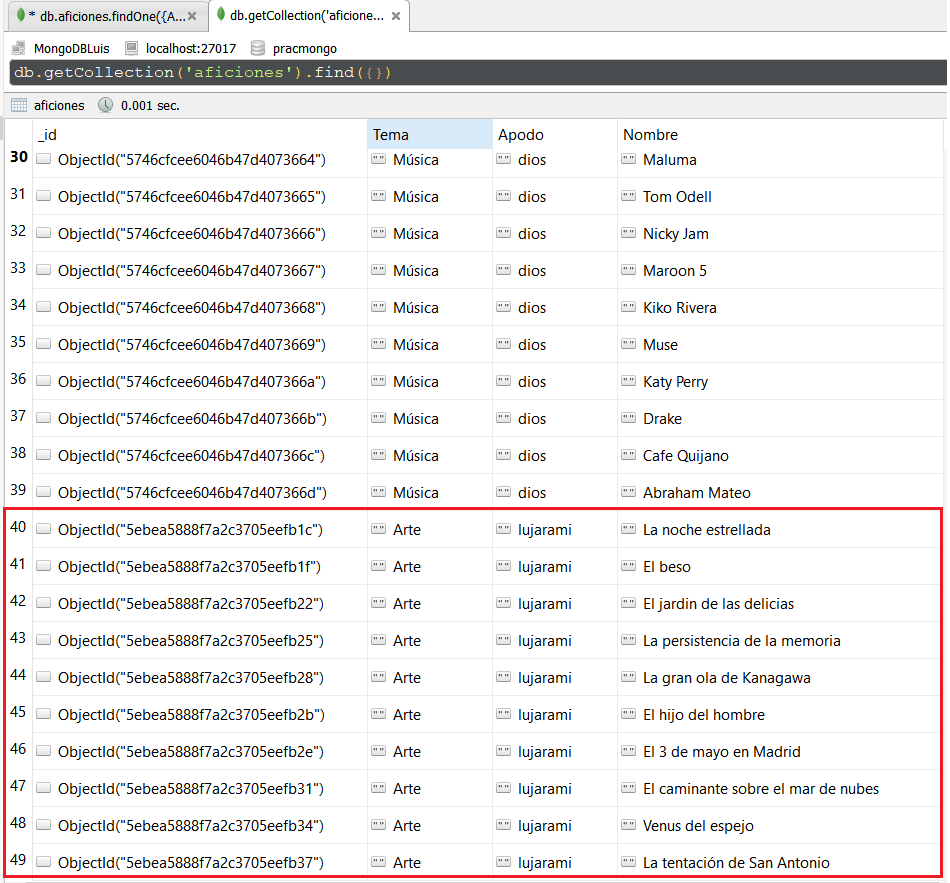 * db.aficiones.findOne({A... db.getCollection('aficione...
MongoDBLuis localhost:27017 pracmongo
db.getCollection('aficiones').find({})
aficiones 0.001 sec.
_id Tema Apodo Nombre
30 ObjectId("5746cfcee6046b47d4073664") Música dios Maluma
31 ObjectId("5746cfcee6046b47d4073665") Música dios Tom Odell
32 ObjectId("5746cfcee6046b47d4073666") Música dios Nicky Jam
33 ObjectId("5746cfcee6046b47d4073667") Música dios Maroon 5
34 ObjectId("5746cfcee6046b47d4073668") Música dios Kiko Rivera
35 ObjectId("5746cfcee6046b47d4073669") Música dios Muse
36 ObjectId("5746cfcee6046b47d407366a") Música dios Katy Perry
37 ObjectId("5746cfcee6046b47d407366b") Música dios Drake
38 ObjectId("5746cfcee6046b47d407366c") Música dios Cafe Quijano
39 ObjectId("5746cfcee6046b47d407366d") Música dios Abraham Mateo
40 ObjectId("5ebea5888f7a2c3705eefb1c") Arte lujarami La noche estrellada
41 ObjectId("5ebea5888f7a2c3705eefb1f") Arte lujarami El beso
42 ObjectId("5ebea5888f7a2c3705eefb22") Arte lujarami El jardin de las delicias
43 ObjectId("5ebea5888f7a2c3705eefb25") Arte lujarami La persistencia de la memoria
44 ObjectId("5ebea5888f7a2c3705eefb28") Arte lujarami La gran ola de Kanagawa
45 ObjectId("5ebea5888f7a2c3705eefb2b") Arte lujarami El hijo del hombre
46 ObjectId("5ebea5888f7a2c3705eefb2e") Arte lujarami El 3 de mayo en Madrid
47 ObjectId("5ebea5888f7a2c3705eefb31") Arte lujarami El caminante sobre el mar de nubes
48 ObjectId("5ebea5888f7a2c3705eefb34") Arte lujarami Venus del espejo
49 ObjectId("5ebea5888f7a2c3705eefb37") Arte lujarami La tentación de San Antonio